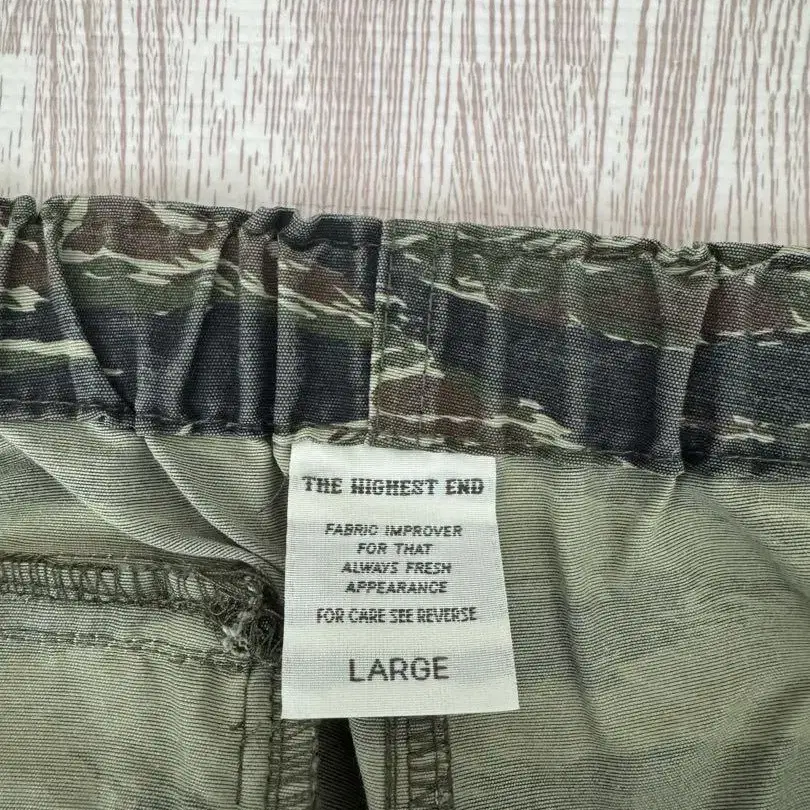 THE HIGHEST END
FABRIC IMPROVER
FOR THAT
ALWAYS FRESH
APPEARANCE
FOR CARE SEE REVERSE
LARGE